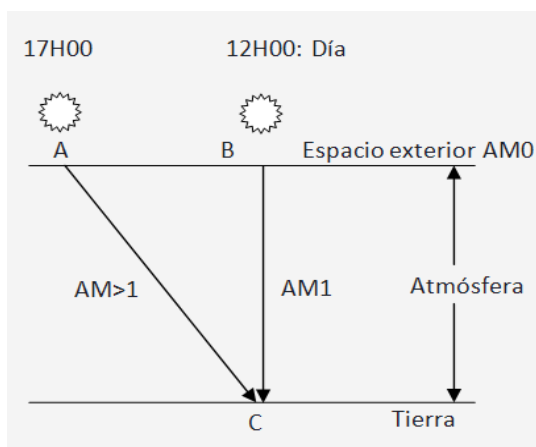 17H00
12H00: Día
A
B
Espacio exterior AM0
AM>1
AM1
Atmósfera
C
Tierra